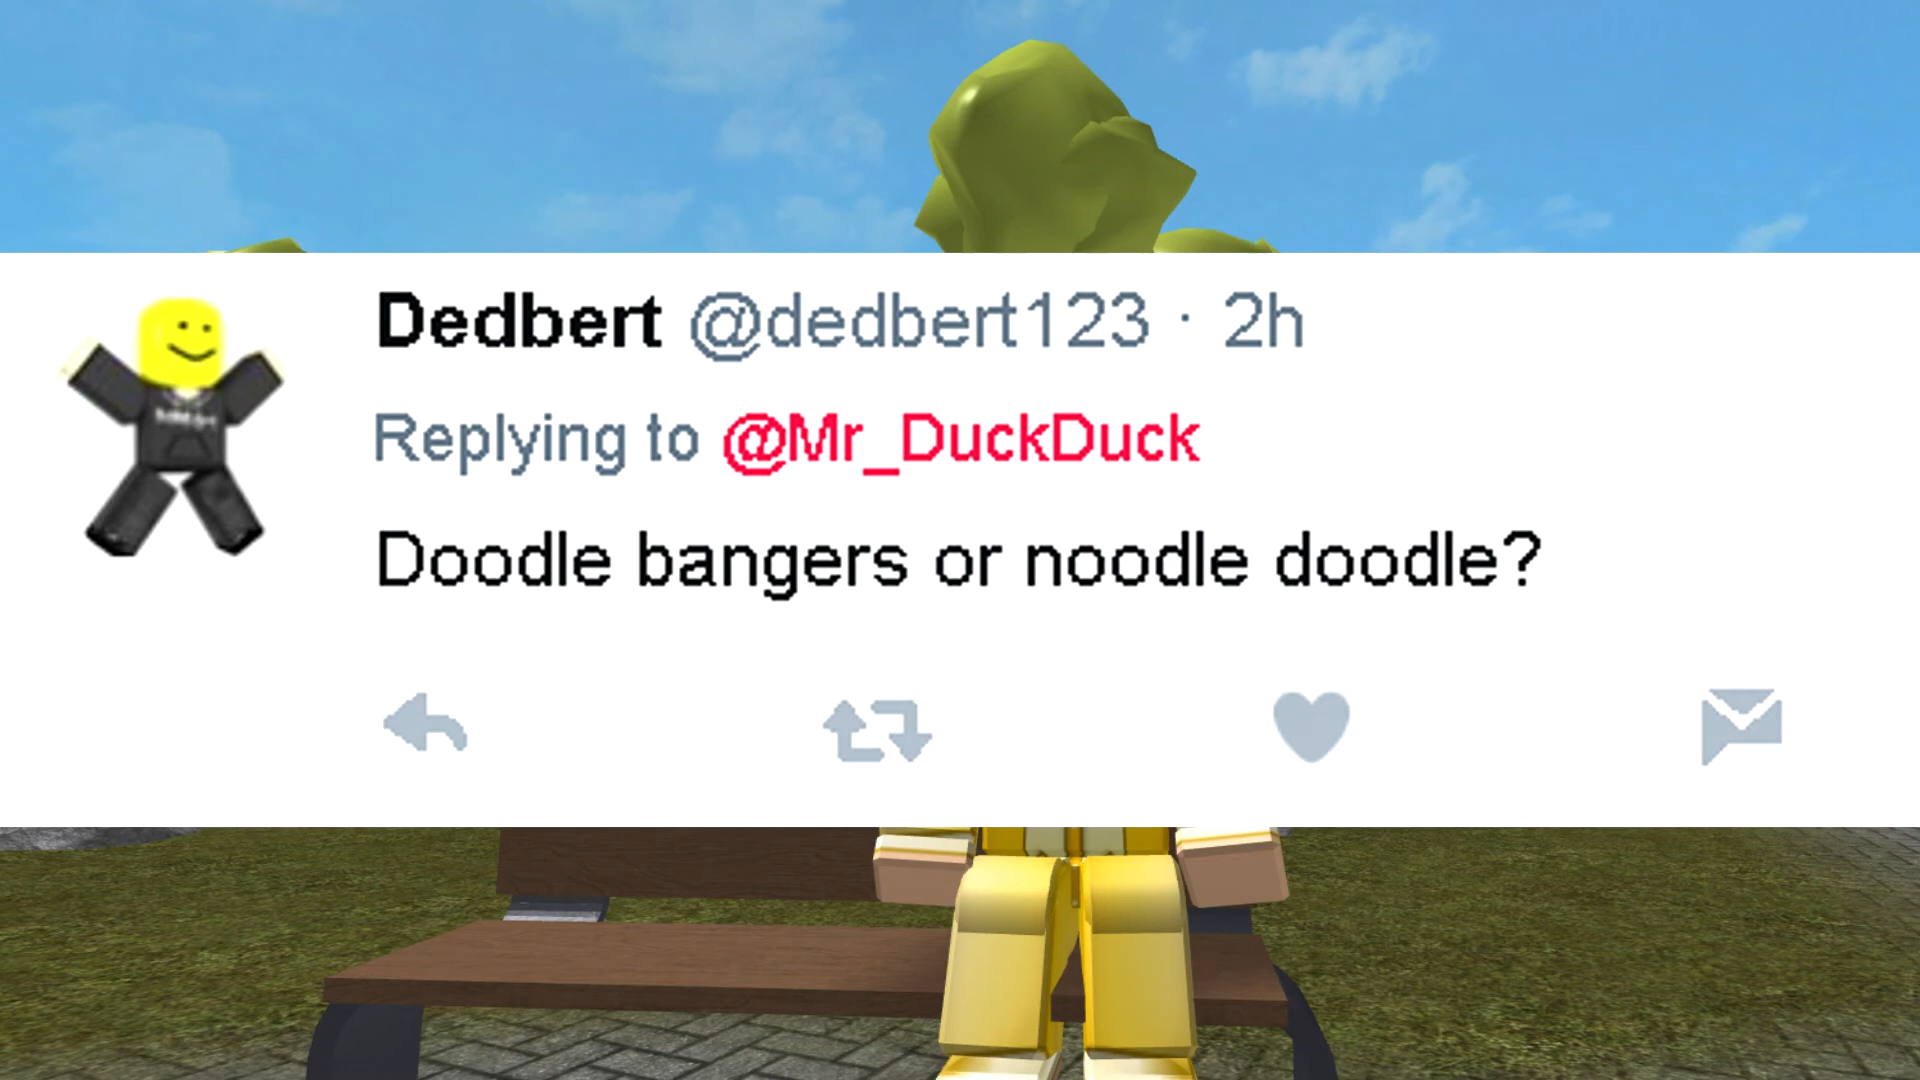 Dedbert @dedbert123 · 2h
Replying to @Mr_DuckDuck
Doodle bangers or noodle doodle?